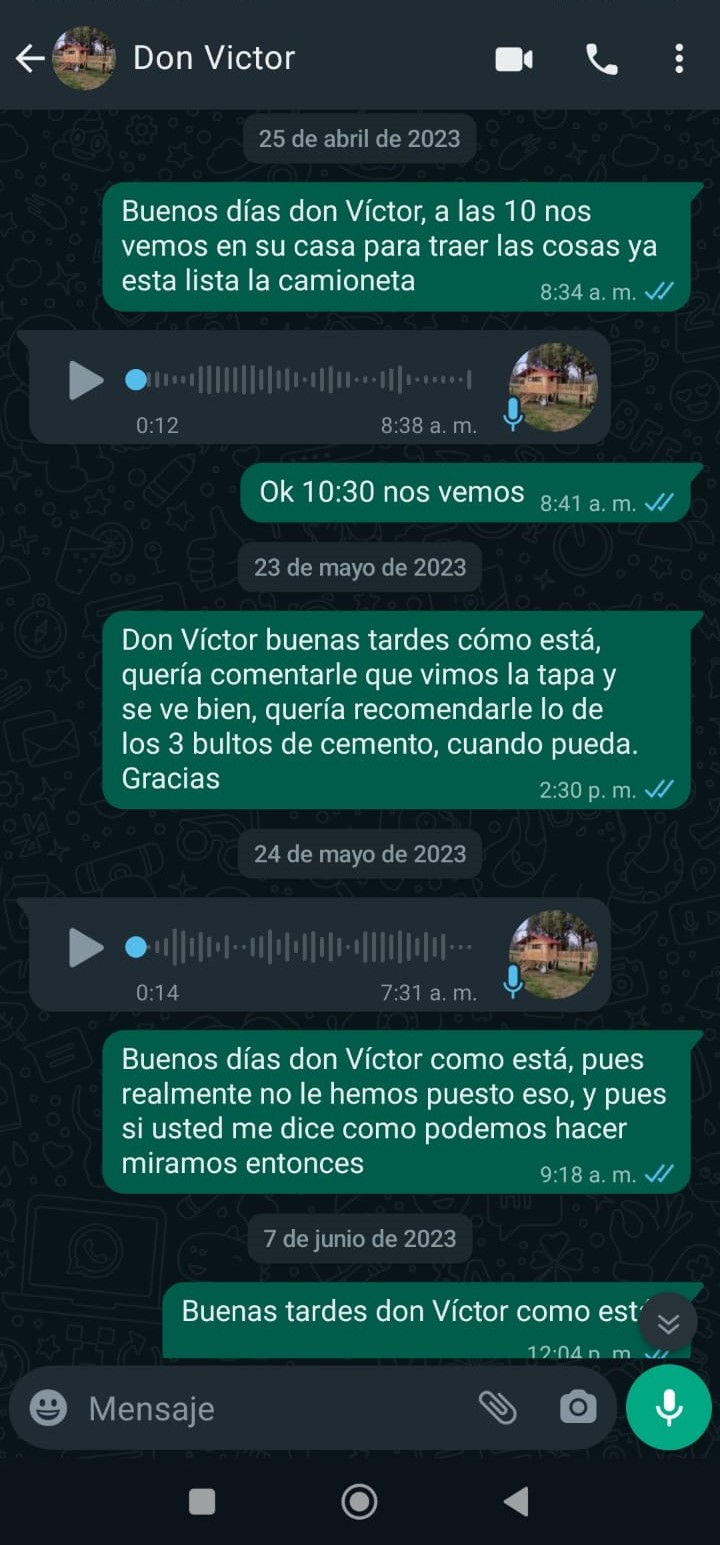 Don Victor
25 de abril de 2023
Buenos días don Víctor, a las 10 nos
vemos en su casa para traer las cosas ya
esta lista la camioneta
8:34 a. m.
0:12
8:38 a. m.
Ok 10:30 nos vemos
8:41 a. m.
23 de mayo de 2023
Don Víctor buenas tardes cómo está,
quería comentarle que vimos la tapa y
se ve bien, quería recomendarle lo de
los 3 bultos de cemento, cuando pueda.
Gracias
2:30 p. m.
24 de mayo de 2023
0:14
7:31 a. m.
Buenos días don Víctor como está, pues
realmente no le hemos puesto eso, y pues
si usted me dice como podemos hacer
miramos entonces
9:18 a. m.
7 de junio de 2023
Buenas tardes don Víctor como está
12:04 p. m.
Mensaje